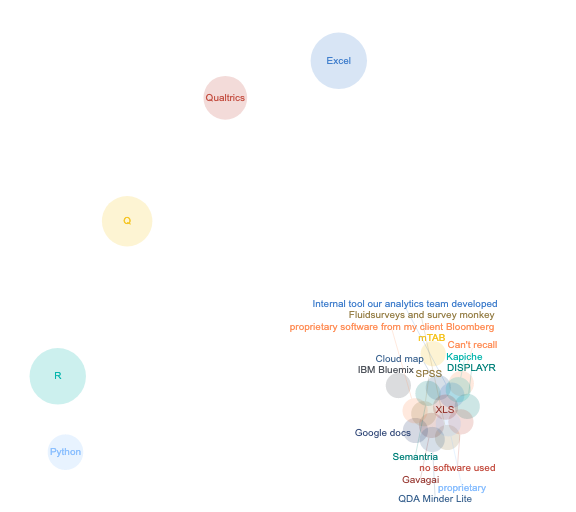 Excel
Qualtrics
Q
Internal tool our analytics team developed
Fluidsurveys and survey monkey
proprietary software from my client Bloomberg
mTAB
Can't recall
Cloud map
Kapiche
IBM Bluemix
SPSS
DISPLAYR
R
XLS
Google docs
Python
Semantria
no software used
Gavagai
proprietary
QDA Minder Lite